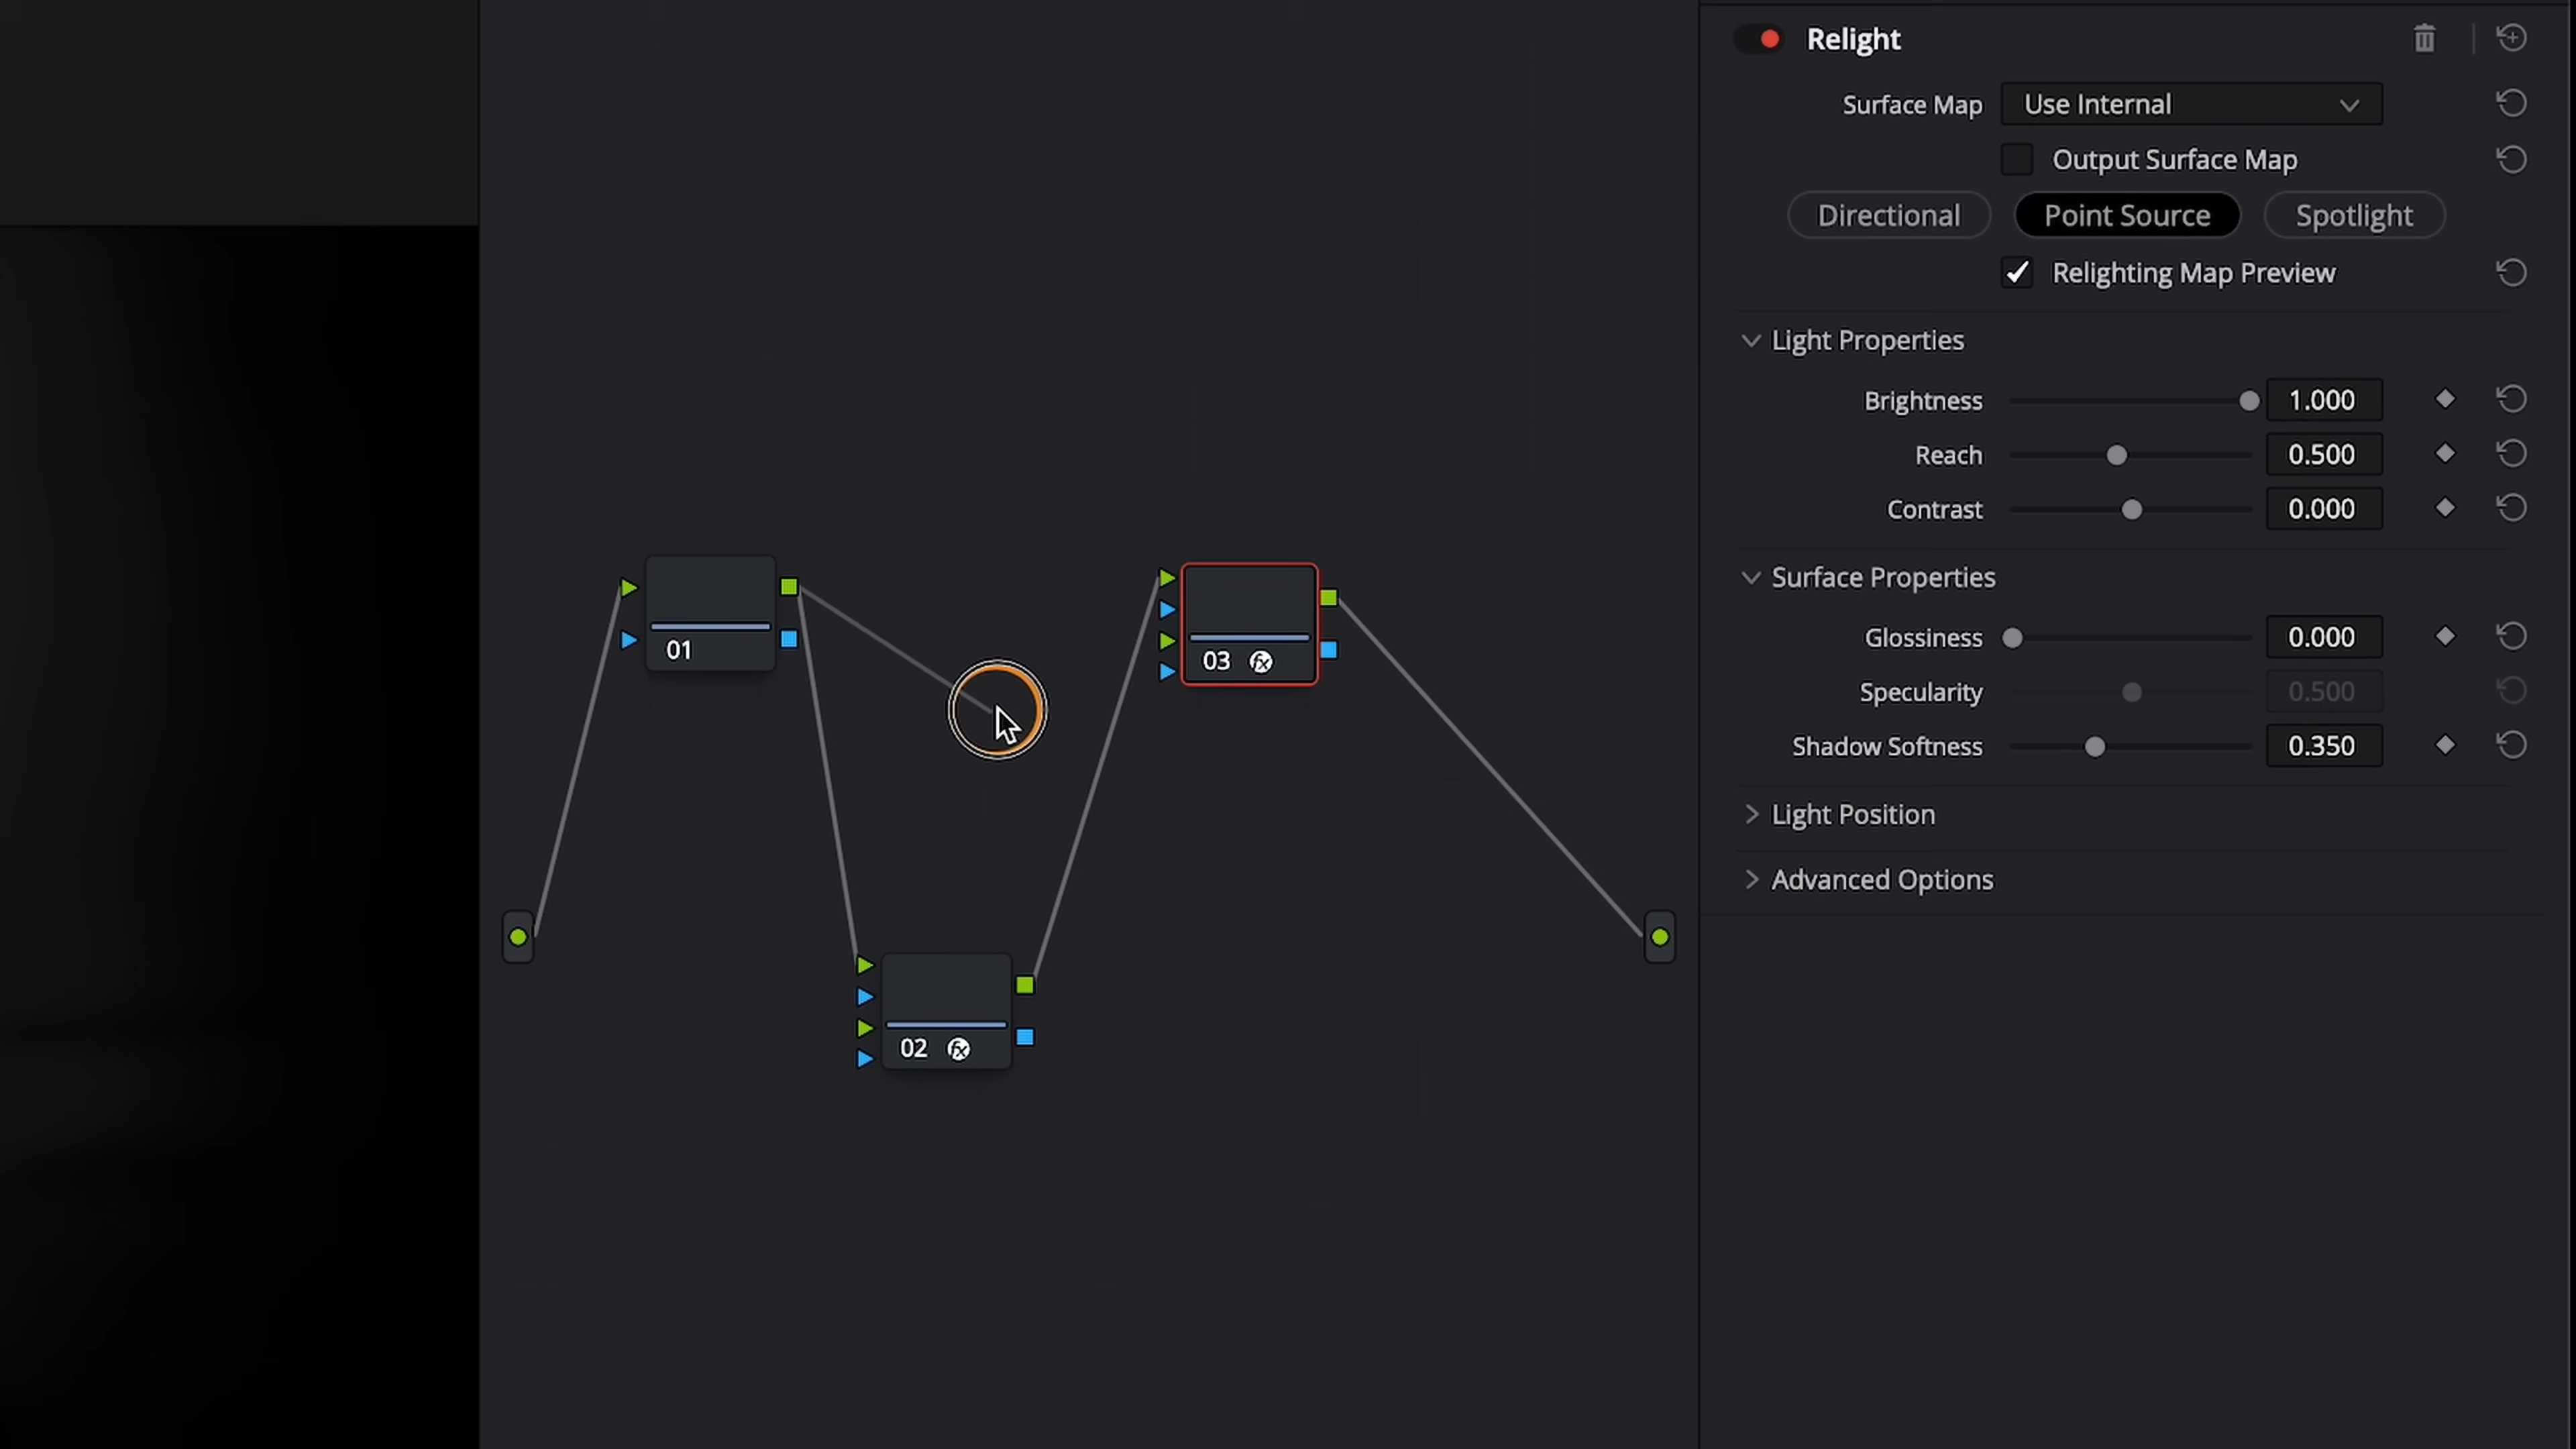 Relight
Surface Map Use Internal
Output Surface Map
Directional Point Source Spotlight
Relighting Map Preview
Light Properties
Brightness 1.000
Reach 0.500
Contrast 0.000
Surface Properties
Glossiness 0.000
Specularity 0.500
Shadow Softness 0.350
Light Position
Advanced Options
01
03 fx
02 fx